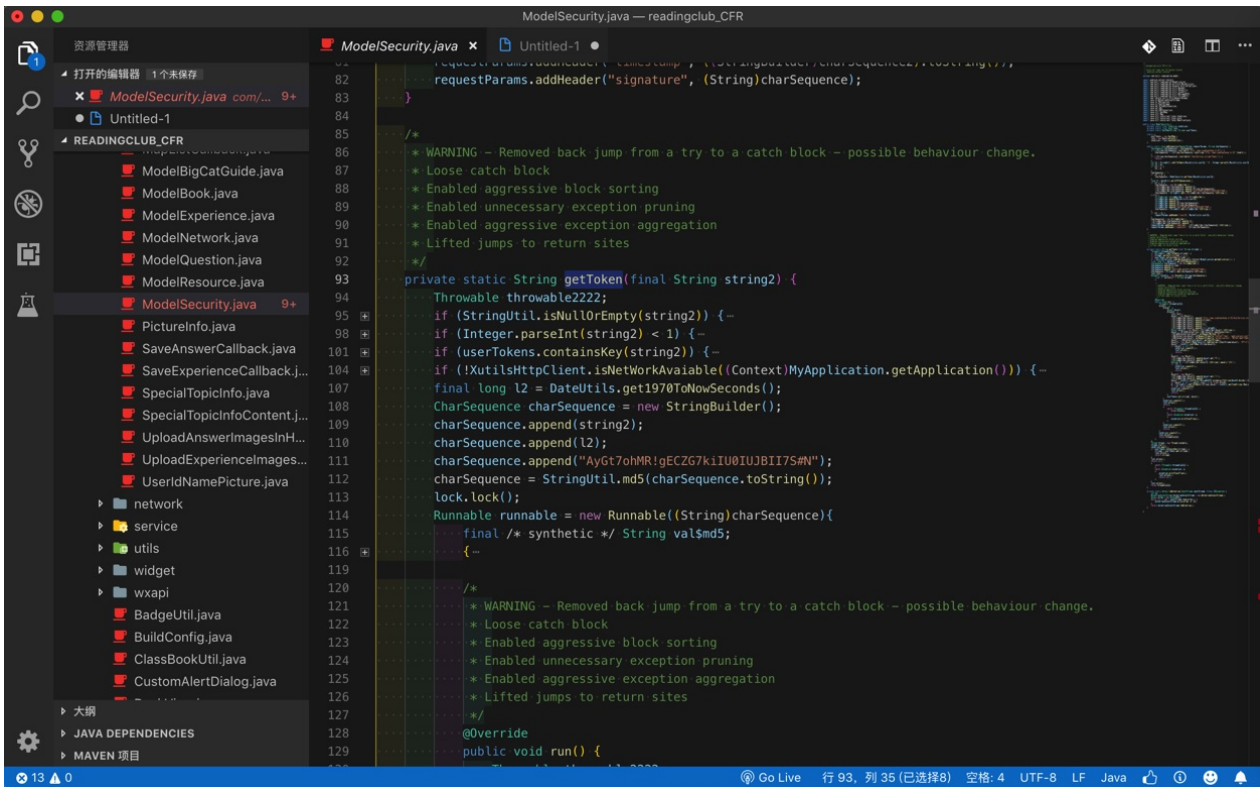 ModelSecurity.java — readingclub_CFR
资源管理器
ModelSecurity.java ×
Untitled-1 ●
打开的编辑器 1 个未保存
× ModelSecurity.java com/... 9+
● Untitled-1
READINGCLUB_CFR
ModelBigCatGuide.java
ModelBook.java
ModelExperience.java
ModelNetwork.java
ModelQuestion.java
ModelResource.java
ModelSecurity.java 9+
PictureInfo.java
SaveAnswerCallback.java
SaveExperienceCallback.j...
SpecialTopicInfo.java
SpecialTopicInfoContent.j...
UploadAnswerImagesInH...
UploadExperienceImages...
UserIdNamePicture.java
network
service
utils
widget
wxapi
BadgeUtil.java
BuildConfig.java
ClassBookUtil.java
CustomAlertDialog.java
大纲
JAVA DEPENDENCIES
MAVEN 项目
82 requestParams.addHeader("signature", (String)charSequence);
83 }
84
85 /*
86 * WARNING - Removed back jump from a try to a catch block - possible behaviour change.
87 * Loose catch block
88 * Enabled aggressive block sorting
89 * Enabled unnecessary exception pruning
90 * Enabled aggressive exception aggregation
91 * Lifted jumps to return sites
92 */
93 private static String getToken(final String string2) {
94 Throwable throwable2222;
95 if (StringUtil.isNullOrEmpty(string2)) {…
98 if (Integer.parseInt(string2) < 1) {…
101 if (userTokens.containsKey(string2)) {…
104 if (!XutilsHttpClient.isNetWorkAvaiable((Context)MyApplication.getApplication())) {…
107 final long l2 = DateUtils.get1970ToNowSeconds();
108 CharSequence charSequence = new StringBuilder();
109 charSequence.append(string2);
110 charSequence.append(l2);
111 charSequence.append("AyGt7ohMR!gECZG7kiIU0IUJBII7S#N");
112 charSequence = StringUtil.md5(charSequence.toString());
113 lock.lock();
114 Runnable runnable = new Runnable((String)charSequence){
115 final /* synthetic */ String val$md5;
116 {…
119
120 /*
121 * WARNING - Removed back jump from a try to a catch block - possible behaviour change.
122 * Loose catch block
123 * Enabled aggressive block sorting
124 * Enabled unnecessary exception pruning
125 * Enabled aggressive exception aggregation
126 * Lifted jumps to return sites
127 */
128 @Override
129 public void run() {
13 0
Go Live 行 93，列 35 (已选择8) 空格: 4 UTF-8 LF Java